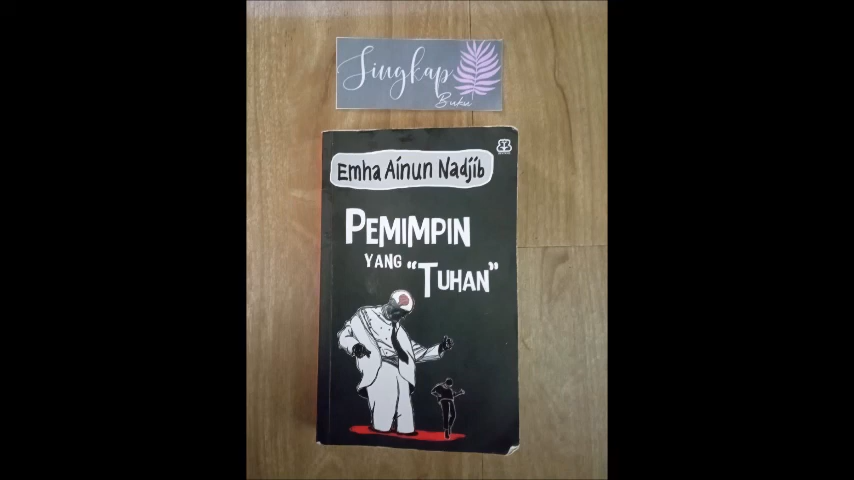 Singkap
Buku
Emha Ainun Nadjib
PEMIMPIN
YANG "TUHAN"